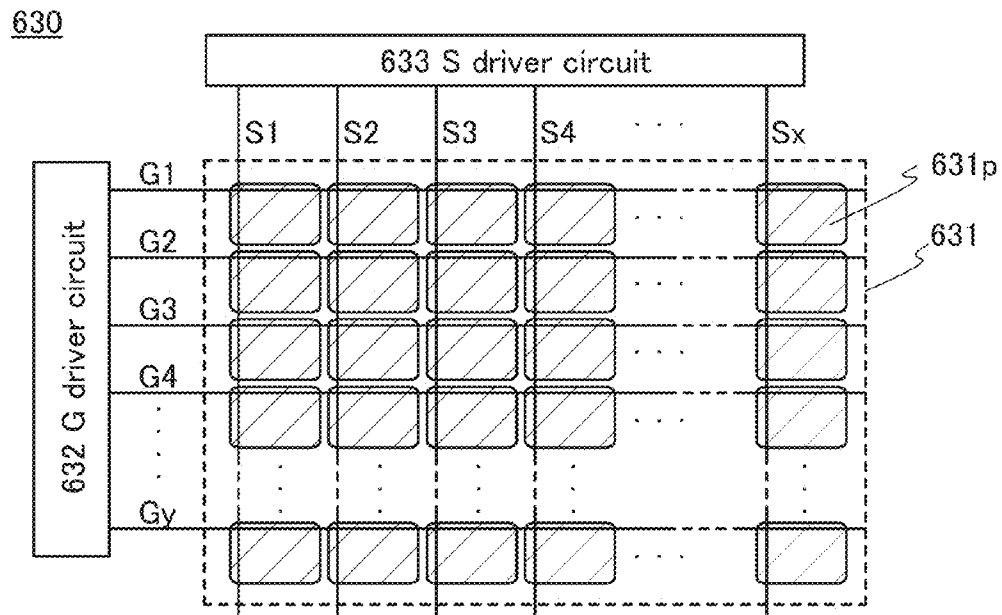 630
633 S driver circuit
S1 S2 S3 S4 . . . Sx
632 G driver circuit
G1
G2
G3
G4
Gy
631p
631